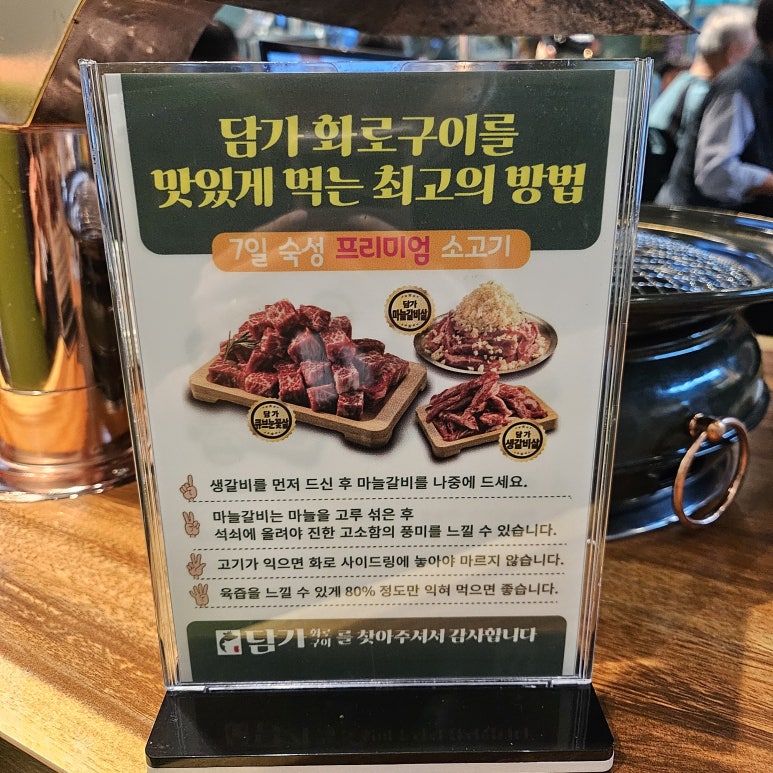 담가 화로구이를
맛있게 먹는 최고의 방법
7일 숙성 프리미엄 소고기
담가
마늘갈비살
담가
큐브눈꽃살
담가
생갈비살
생갈비를 먼저 드신 후 마늘갈비를 나중에 드세요.
마늘갈비는 마늘을 고루 섞은 후
석쇠에 올려야 진한 고소함의 풍미를 느낄 수 있습니다.
고기가 익으면 화로 사이드링에 놓아야 마르지 않습니다.
육즙을 느낄 수 있게 80% 정도만 익혀 먹으면 좋습니다.
담가 화로구이 를 찾아주셔서 감사합니다